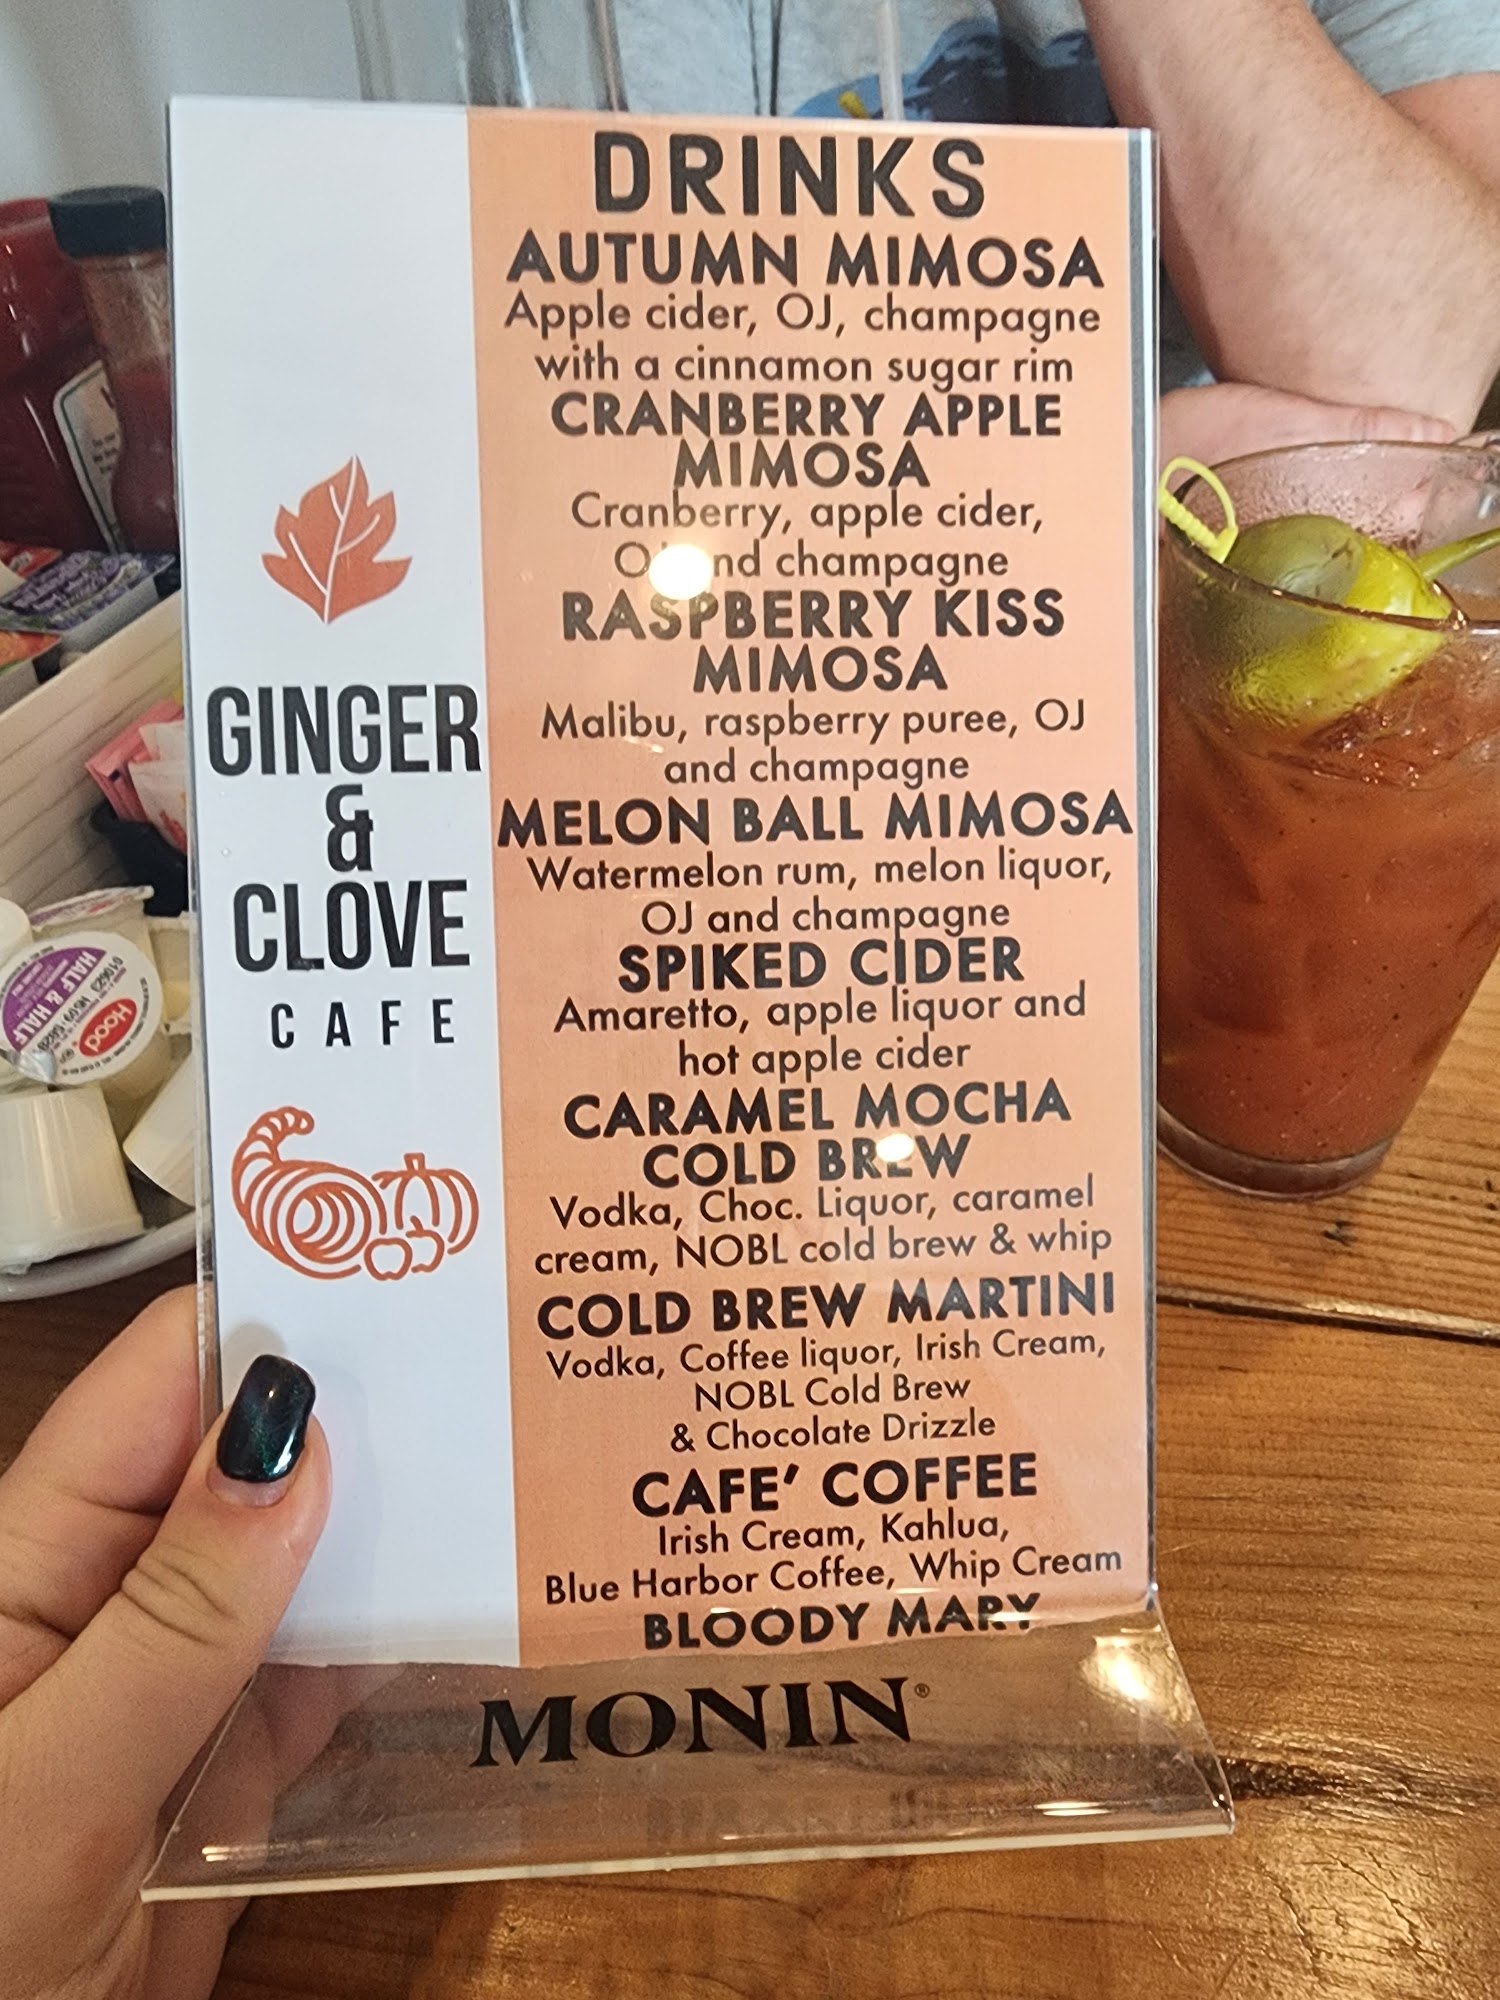 DRINKS
AUTUMN MIMOSA
Apple cider, OJ, champagne
with a cinnamon sugar rim
CRANBERRY APPLE
MIMOSA
Cranberry, apple cider,
champagne
RASPBERRY KISS
MIMOSA
Malibu, raspberry puree, OJ
and champagne
MELON BALL MIMOSA
Watermelon rum, melon liquor,
OJ and champagne
SPIKED CIDER
Amaretto, apple liquor and
hot apple cider
CARAMEL MOCHA
COLD BREW
Vodka, Choc. Liquor, caramel
cream, NOBL cold brew & whip
COLD BREW MARTINI
Vodka, Coffee liquor, Irish Cream,
NOBL Cold Brew
& Chocolate Drizzle
CAFE' COFFEE
Irish Cream, Kahlua,
Blue Harbor Coffee, Whip Cream
BLOODY MARY
GINGER
&
CLOVE
CAFE
MONIN®
HALF & HALF
Hood